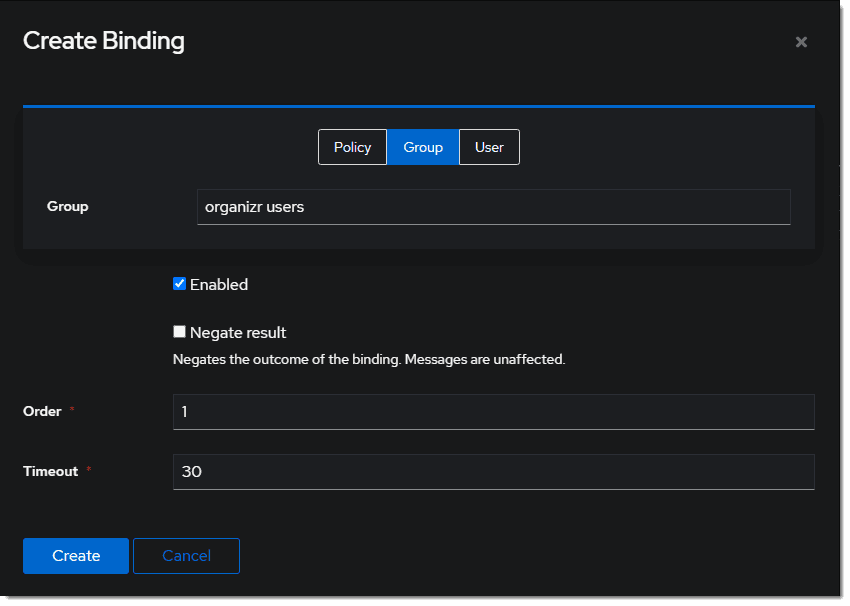 Create Binding
Policy Group User
Group organizr users
Enabled
Negate result
Negates the outcome of the binding. Messages are unaffected.
Order * 1
Timeout * 30
Create Cancel